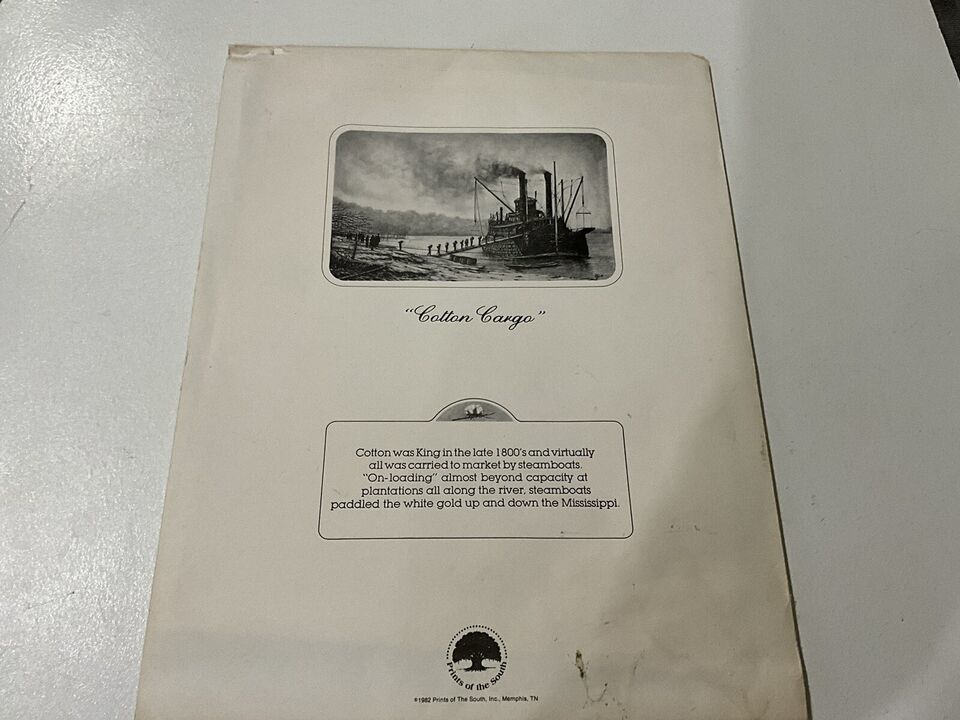 “Cotton Cargo”
Cotton was King in the late 1800's and virtually
all was carried to market by steamboats.
“On-loading” almost beyond capacity at
plantations all along the river, steamboats
paddled the white gold up and down the Mississippi.
Prints of the South
©1982 Prints of The South, Inc., Memphis, TN